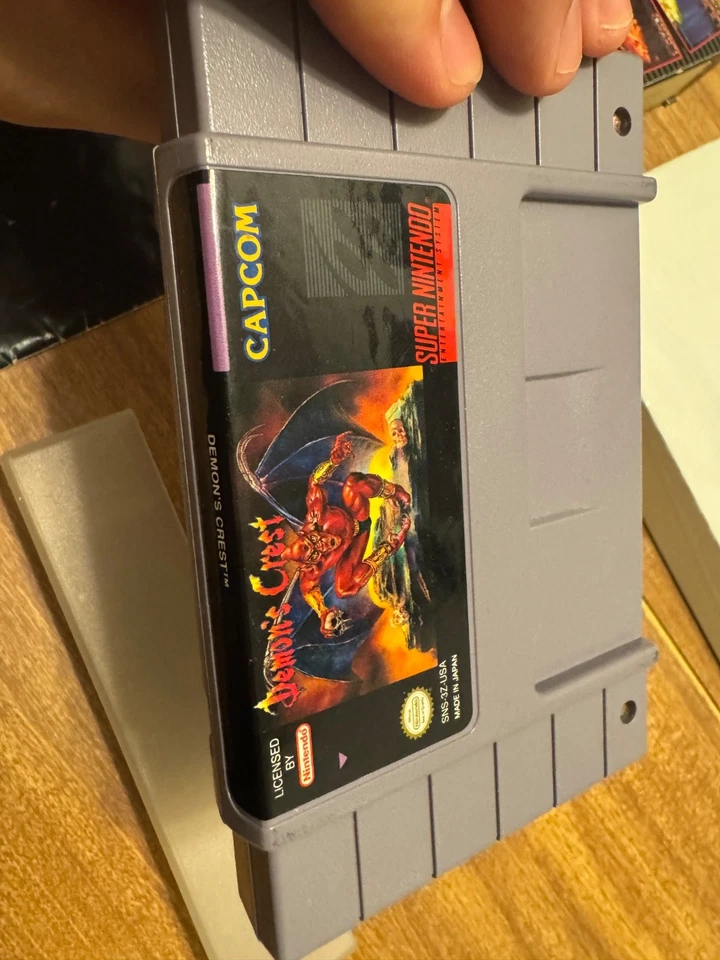 DEMON'S CREST™
CAPCOM
SUPER NINTENDO
ENTERTAINMENT SYSTEM
Demon's Crest
LICENSED
BY
Nintendo
SNS-3Z-USA
MADE IN JAPAN